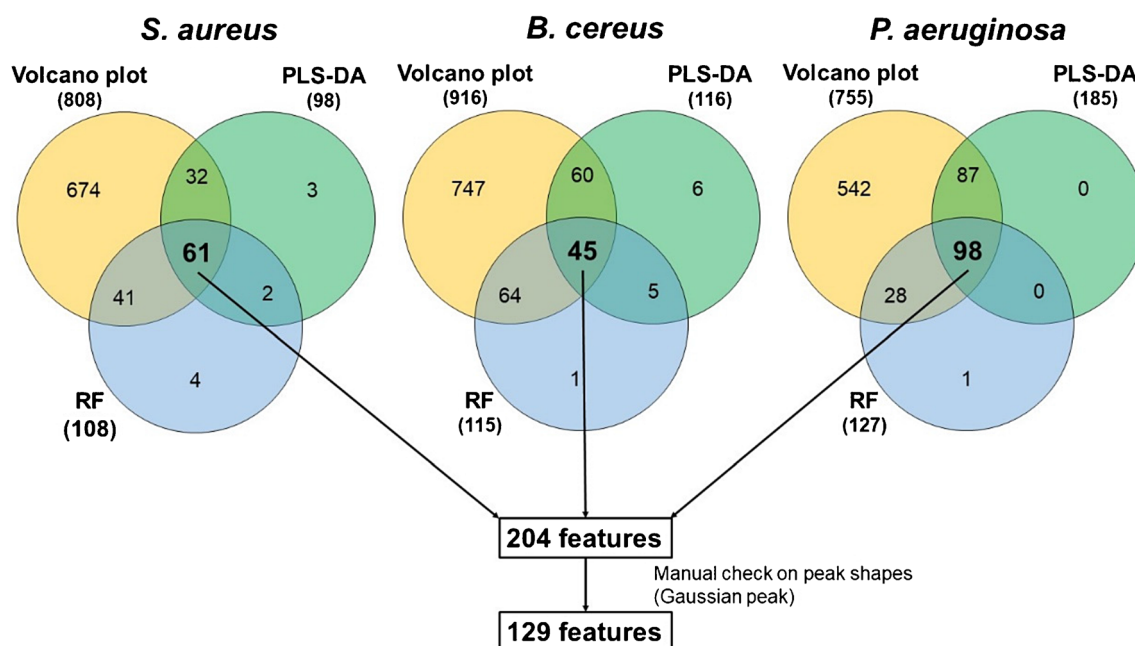 S. aureus
B. cereus
P. aeruginosa
Volcano plot
(808)
PLS-DA
(98)
Volcano plot
(916)
PLS-DA
(116)
Volcano plot
(755)
PLS-DA
(185)
674
32
3
61
41
2
4
RF
(108)
747
60
6
45
64
5
1
RF
(115)
542
87
0
98
28
0
1
RF
(127)
204 features
Manual check on peak shapes
(Gaussian peak)
129 features